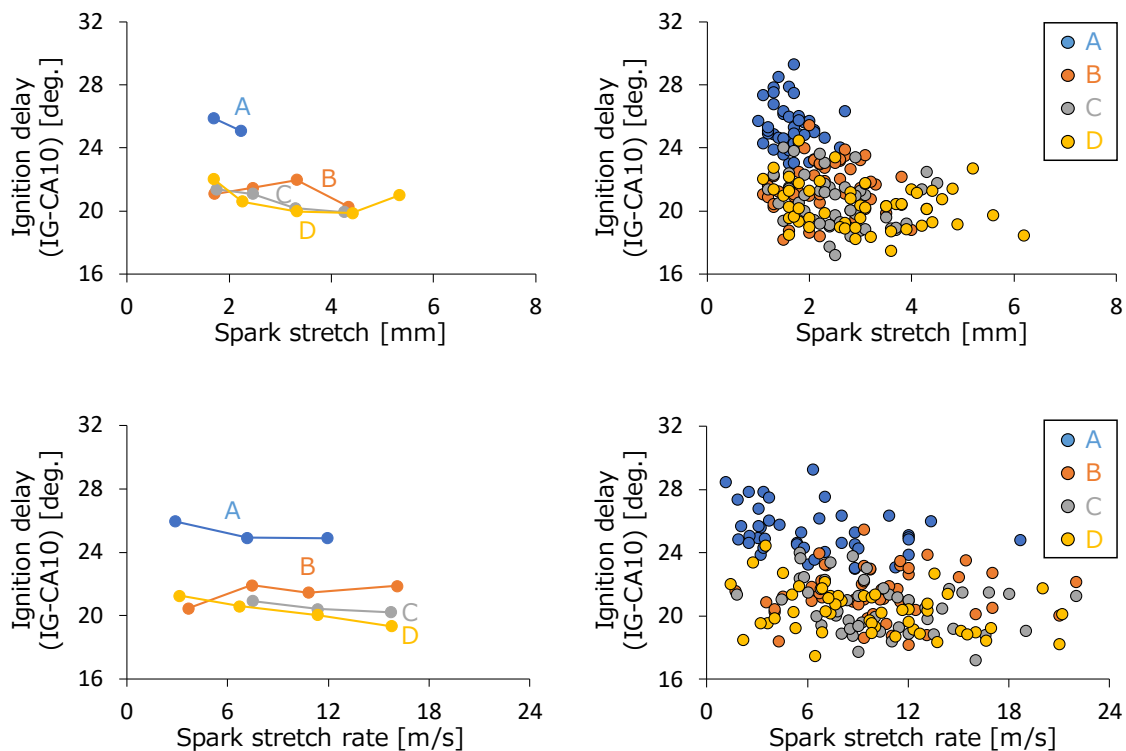 Ignition delay
(IG-CA10) [deg.]
32
28
24
20
16
A
B
C
D
0
2
4
6
8
Spark stretch [mm]
Ignition delay
(IG-CA10) [deg.]
32
28
24
20
16
A
B
C
D
0
2
4
6
8
Spark stretch [mm]
Ignition delay
(IG-CA10) [deg.]
32
28
24
20
16
A
B
C
D
0
6
12
18
24
Spark stretch rate [m/s]
Ignition delay
(IG-CA10) [deg.]
32
28
24
20
16
A
B
C
D
0
6
12
18
24
Spark stretch rate [m/s]